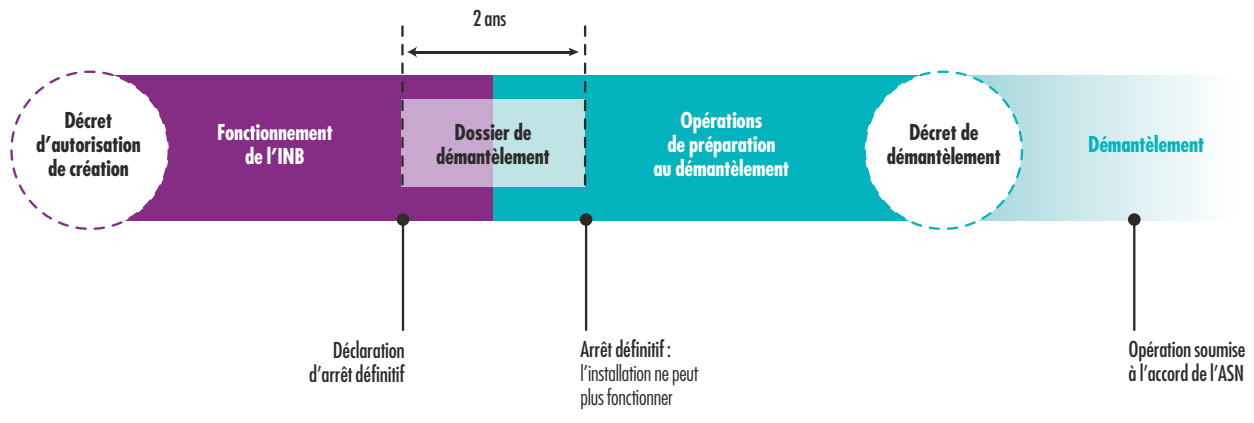 2 ans
Décret
d'autorisation
de création
Fonctionnement
de l'INB
Dossier de
démantèlement
Opérations
de préparation
au démantèlement
Décret de
démantèlement
Démantèlement
Déclaration
d'arrêt définitif
Arrêt définitif :
l'installation ne peut
plus fonctionner
Opération soumise
à l'accord de l'ASN